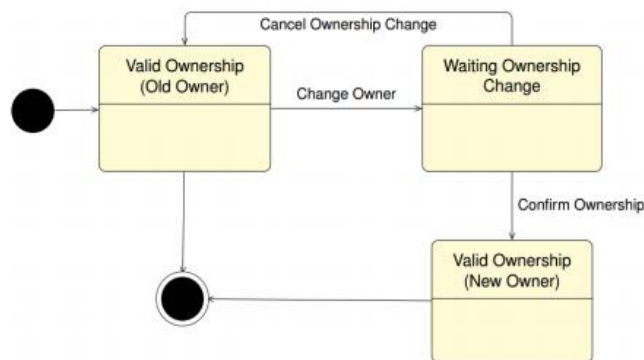 Cancel Ownership Change
Valid Ownership
(Old Owner)
Waiting Ownership
Change
Change Owner
Confirm Ownership
Valid Ownership
(New Owner)